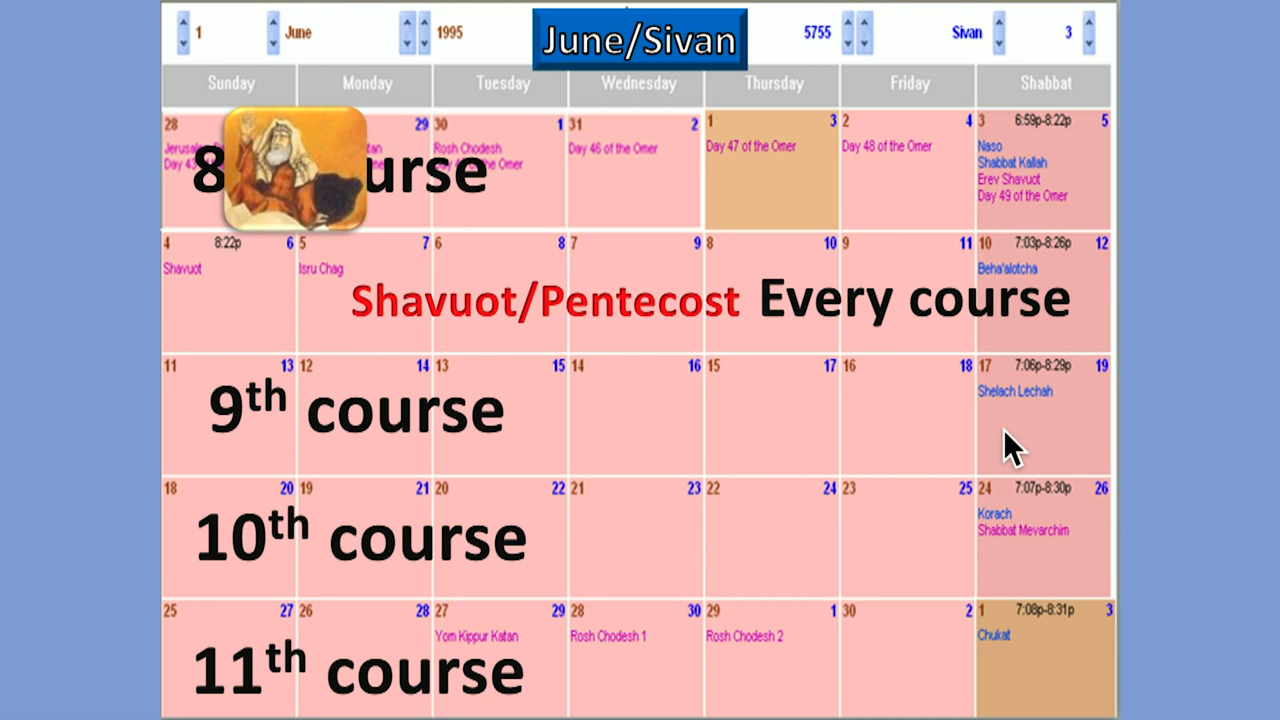 1 June 1995 June/Sivan 5755 Sivan 3
Sunday Monday Tuesday Wednesday Thursday Friday Shabbat
28 29 30 1 31 2 1 3 2 4 3 6:59p-8:22p 5
Rosh Chodesh Day 46 of the Omer Day 47 of the Omer Day 48 of the Omer Naso
Shabbat Kallah
Erev Shavuot
Day 49 of the Omer
8 urse
4 8:22p 6 5 7 6 8 7 9 8 10 9 11 10 7:03p-8:26p 12
Shavuot Isru Chag Beha'alotcha
Shavuot/Pentecost Every course
11 13 12 14 13 15 14 16 15 17 16 18 17 7:06p-8:29p 19
Shelach Lechah
9th course
18 20 19 21 20 22 21 23 22 24 23 25 24 7:07p-8:30p 26
Korach
Shabbat Mevarchim
10th course
25 27 26 28 27 29 28 30 29 1 30 2 1 7:08p-8:31p 3
Yom Kippur Katan Rosh Chodesh 1 Rosh Chodesh 2 Chukat
11th course